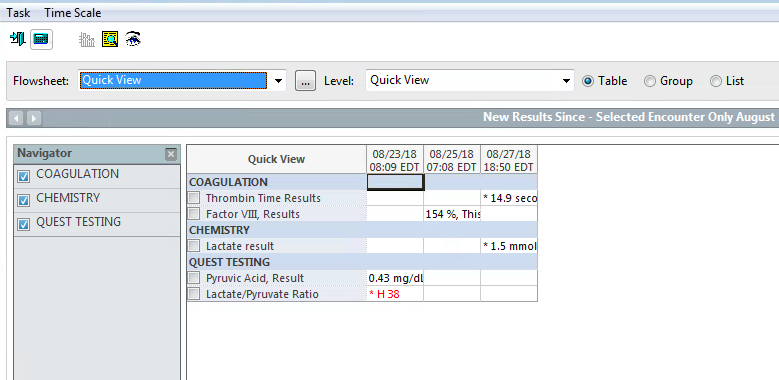 Task Time Scale
Flowsheet: Quick View ... Level: Quick View Table Group List
New Results Since - Selected Encounter Only August
Navigator
COAGULATION
CHEMISTRY
QUEST TESTING
Quick View 08/23/18 08/25/18 08/27/18
08:09 EDT 07:08 EDT 18:50 EDT
COAGULATION
Thrombin Time Results * 14.9 seco
Factor VIII, Results 154 %, This
CHEMISTRY
Lactate result * 1.5 mmol
QUEST TESTING
Pyruvic Acid, Result 0.43 mg/dL
Lactate/Pyruvate Ratio * H 38